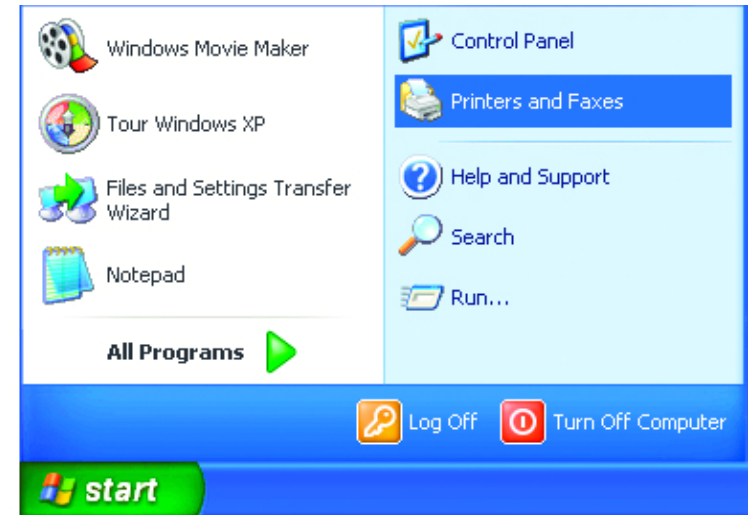 Windows Movie Maker
Tour Windows XP
Files and Settings Transfer
Wizard
Notepad
All Programs
Control Panel
Printers and Faxes
Help and Support
Search
Run...
Log Off
Turn Off Computer
start